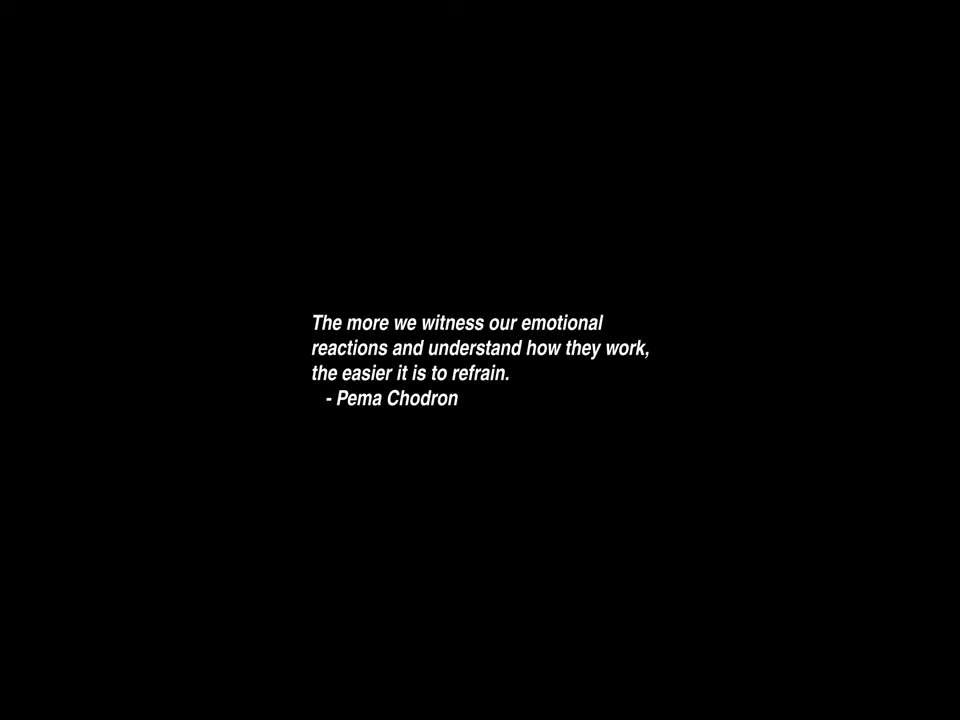 The more we witness our emotional
reactions and understand how they work,
the easier it is to refrain.
- Pema Chodron